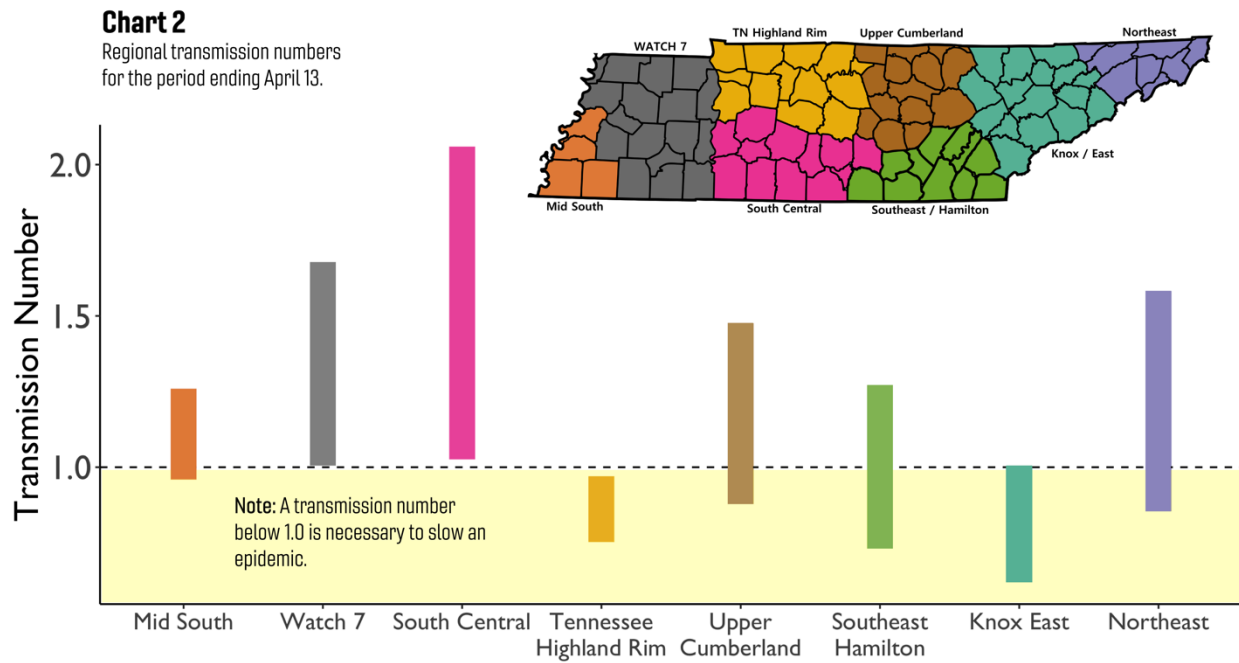 Chart 2
Regional transmission numbers
for the period ending April 13.
WATCH 7
TN Highland Rim
Upper Cumberland
Northeast
Knox / East
Mid South
South Central
Southeast / Hamilton
Transmission Number
2.0
1.5
1.0
Note: A transmission number
below 1.0 is necessary to slow an
epidemic.
Mid South
Watch 7
South Central
Tennessee
Highland Rim
Upper
Cumberland
Southeast
Hamilton
Knox East
Northeast